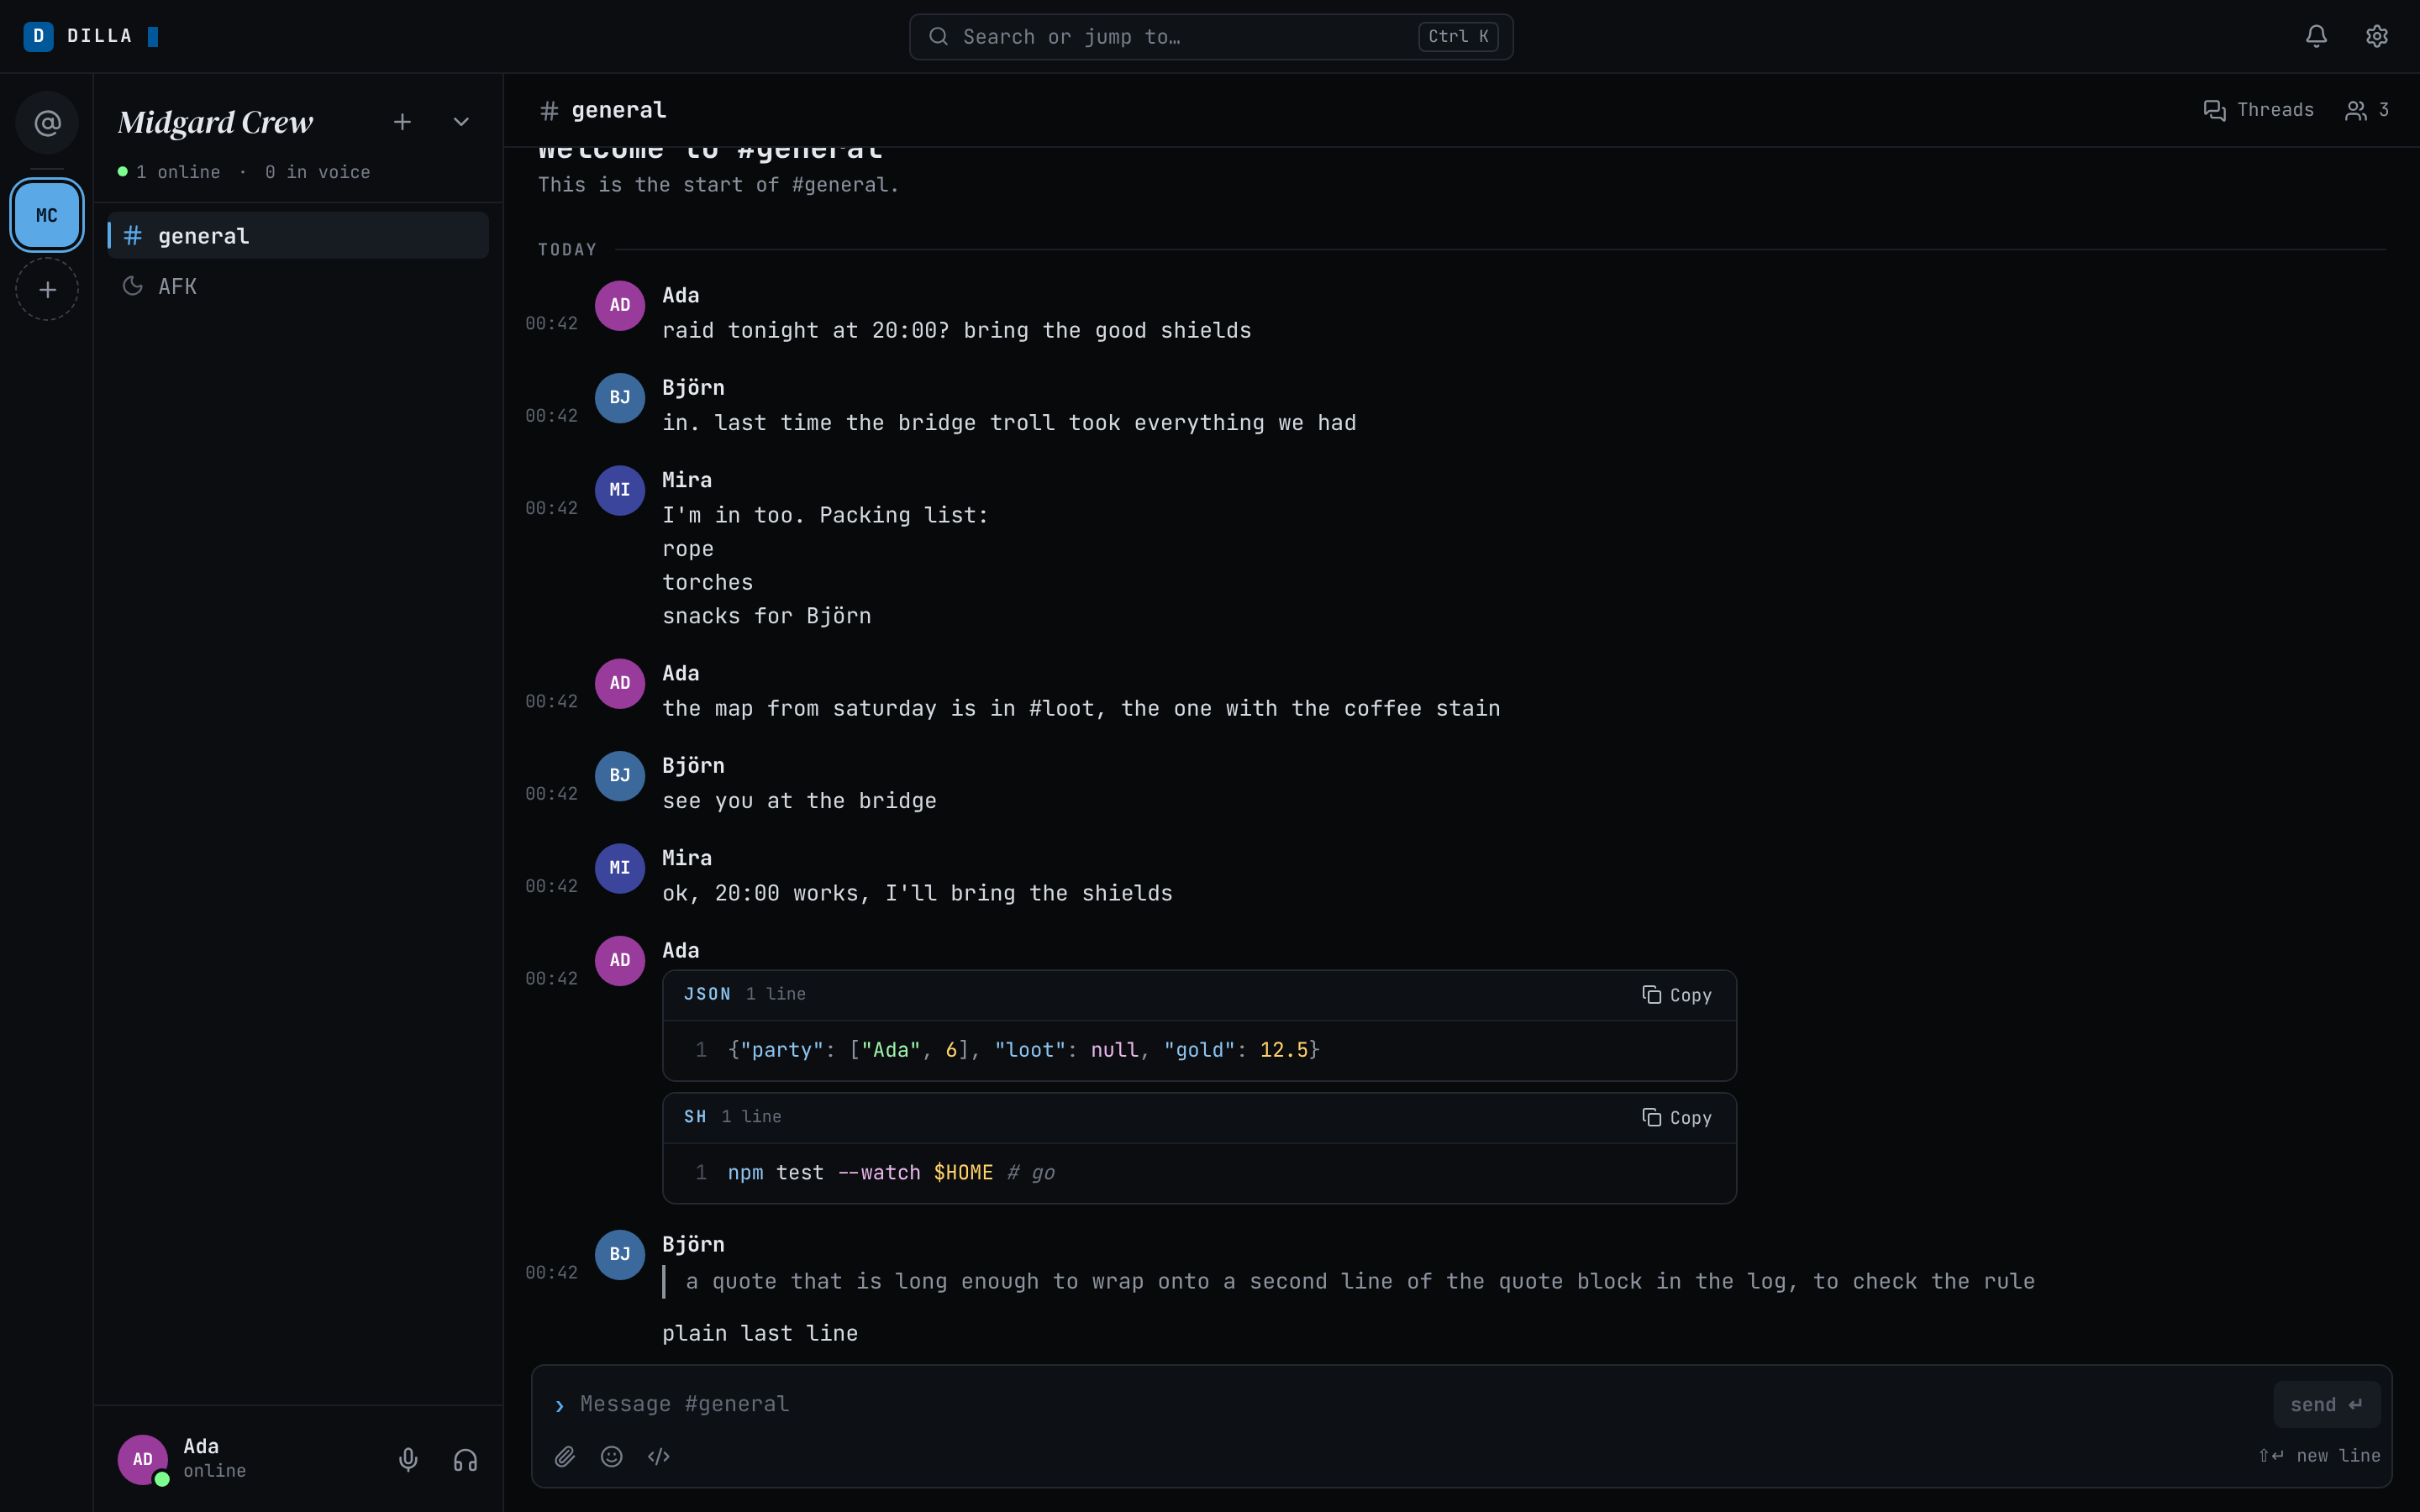 D DILLA
Search or jump to…
Ctrl K
Midgard Crew
1 online · 0 in voice
MC
general
AFK
# general
Threads
3
Welcome to #general
This is the start of #general.
TODAY
AD Ada
00:42
raid tonight at 20:00? bring the good shields
BJ Björn
00:42
in. last time the bridge troll took everything we had
MI Mira
00:42
I'm in too. Packing list:
rope
torches
snacks for Björn
AD Ada
00:42
the map from saturday is in #loot, the one with the coffee stain
BJ Björn
00:42
see you at the bridge
MI Mira
00:42
ok, 20:00 works, I'll bring the shields
AD Ada
00:42
JSON 1 line
Copy
1 {"party": ["Ada", 6], "loot": null, "gold": 12.5}
SH 1 line
Copy
1 npm test --watch $HOME # go
BJ Björn
00:42
a quote that is long enough to wrap onto a second line of the quote block in the log, to check the rule
plain last line
› Message #general
send ↵
⇧↵ new line
AD Ada
online